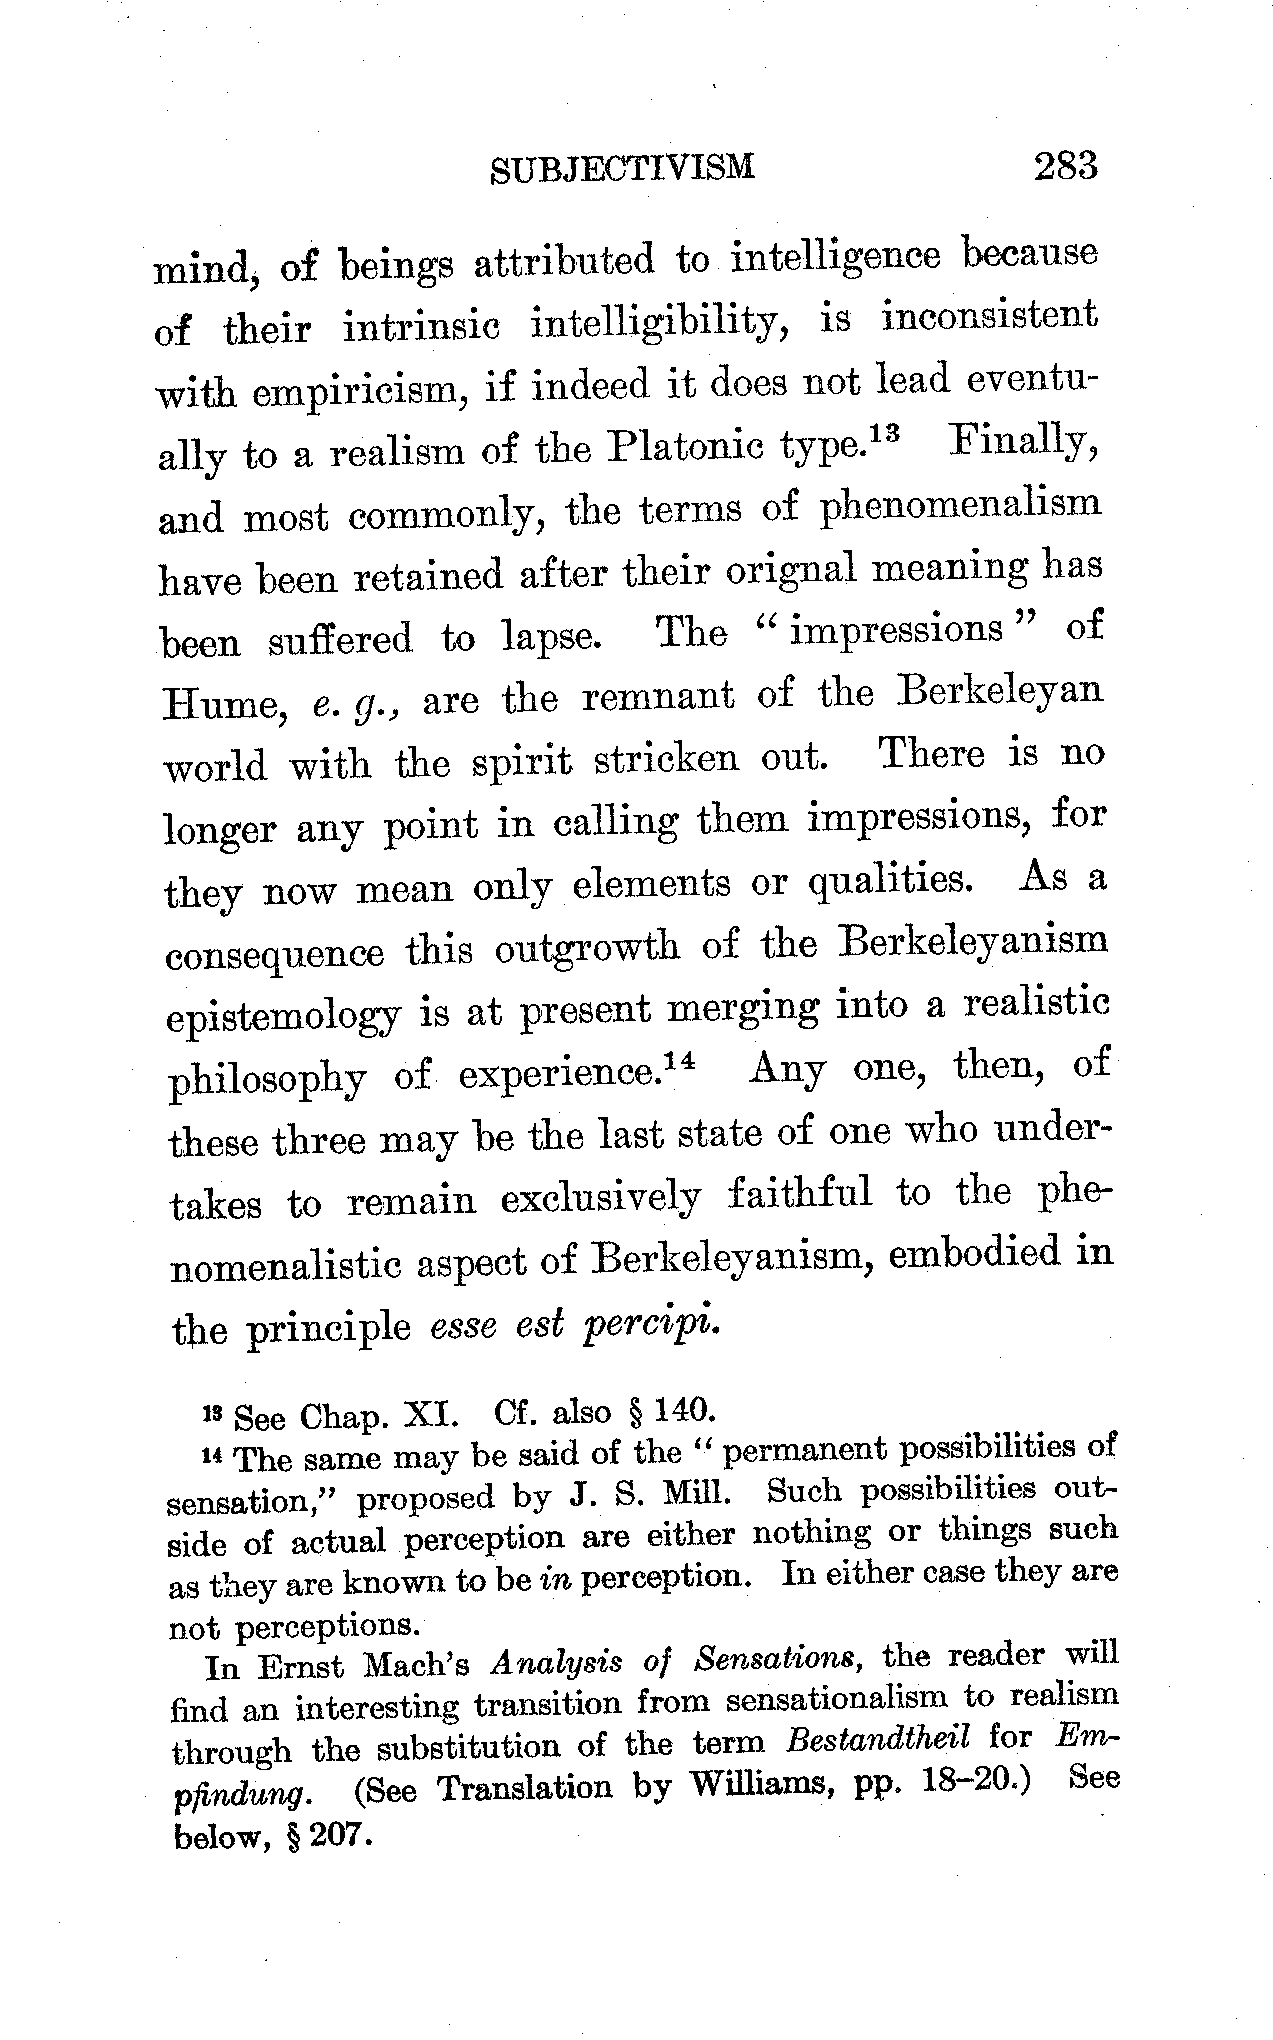 SUBJECTIVISM 283
mind, of beings attributed to intelligence because
of their intrinsic intelligibility, is inconsistent
with empiricism, if indeed it does not lead eventu-
ally to a realism of the Platonic type.¹³ Finally,
and most commonly, the terms of phenomenalism
have been retained after their orignal meaning has
been suffered to lapse. The “ impressions ” of
Hume, e. g., are the remnant of the Berkeleyan
world with the spirit stricken out. There is no
longer any point in calling them impressions, for
they now mean only elements or qualities. As a
consequence this outgrowth of the Berkeleyanism
epistemology is at present merging into a realistic
philosophy of experience.¹⁴ Any one, then, of
these three may be the last state of one who under-
takes to remain exclusively faithful to the phe-
nomenalistic aspect of Berkeleyanism, embodied in
the principle esse est percipi.
¹³ See Chap. XI. Cf. also § 140.
¹⁴ The same may be said of the “ permanent possibilities of
sensation,” proposed by J. S. Mill. Such possibilities out-
side of actual perception are either nothing or things such
as they are known to be in perception. In either case they are
not perceptions.
In Ernst Mach’s Analysis of Sensations, the reader will
find an interesting transition from sensationalism to realism
through the substitution of the term Bestandtheil for Em-
pfindung. (See Translation by Williams, pp. 18–20.) See
below, § 207.